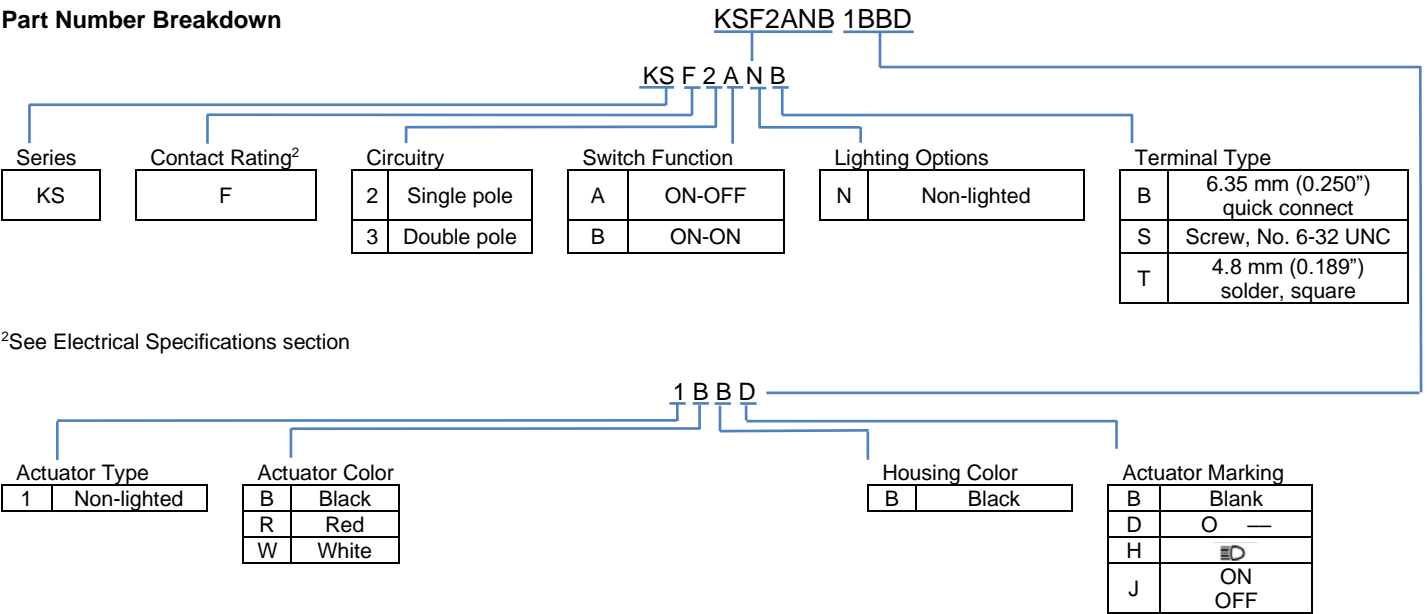 Part Number Breakdown
KSF2ANB 1BBD
KS F 2 A N B
Series
KS
Contact Rating2
F
Circuitry
2 Single pole
3 Double pole
Switch Function
A ON-OFF
B ON-ON
Lighting Options
N Non-lighted
Terminal Type
B 6.35 mm (0.250”)
quick connect
S Screw, No. 6-32 UNC
T 4.8 mm (0.189”)
solder, square
2See Electrical Specifications section
1 B B D
Actuator Type
1 Non-lighted
Actuator Color
B Black
R Red
W White
Housing Color
B Black
Actuator Marking
B Blank
D O —
H
J ON
OFF